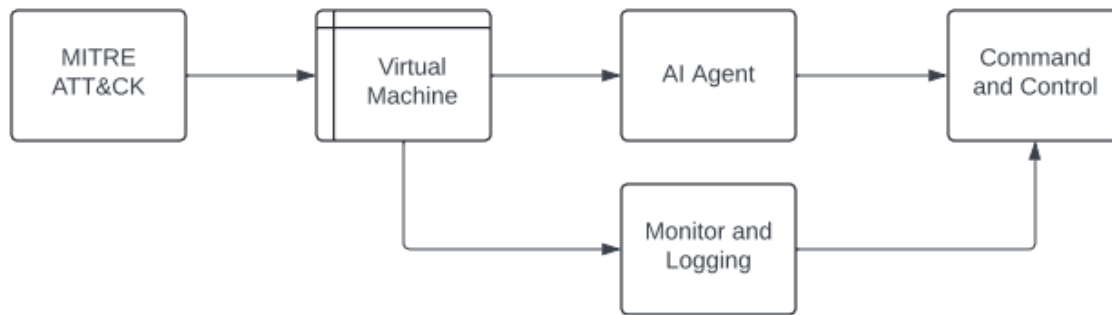 MITRE
ATT&CK
Virtual
Machine
AI Agent
Command
and Control
Monitor and
Logging